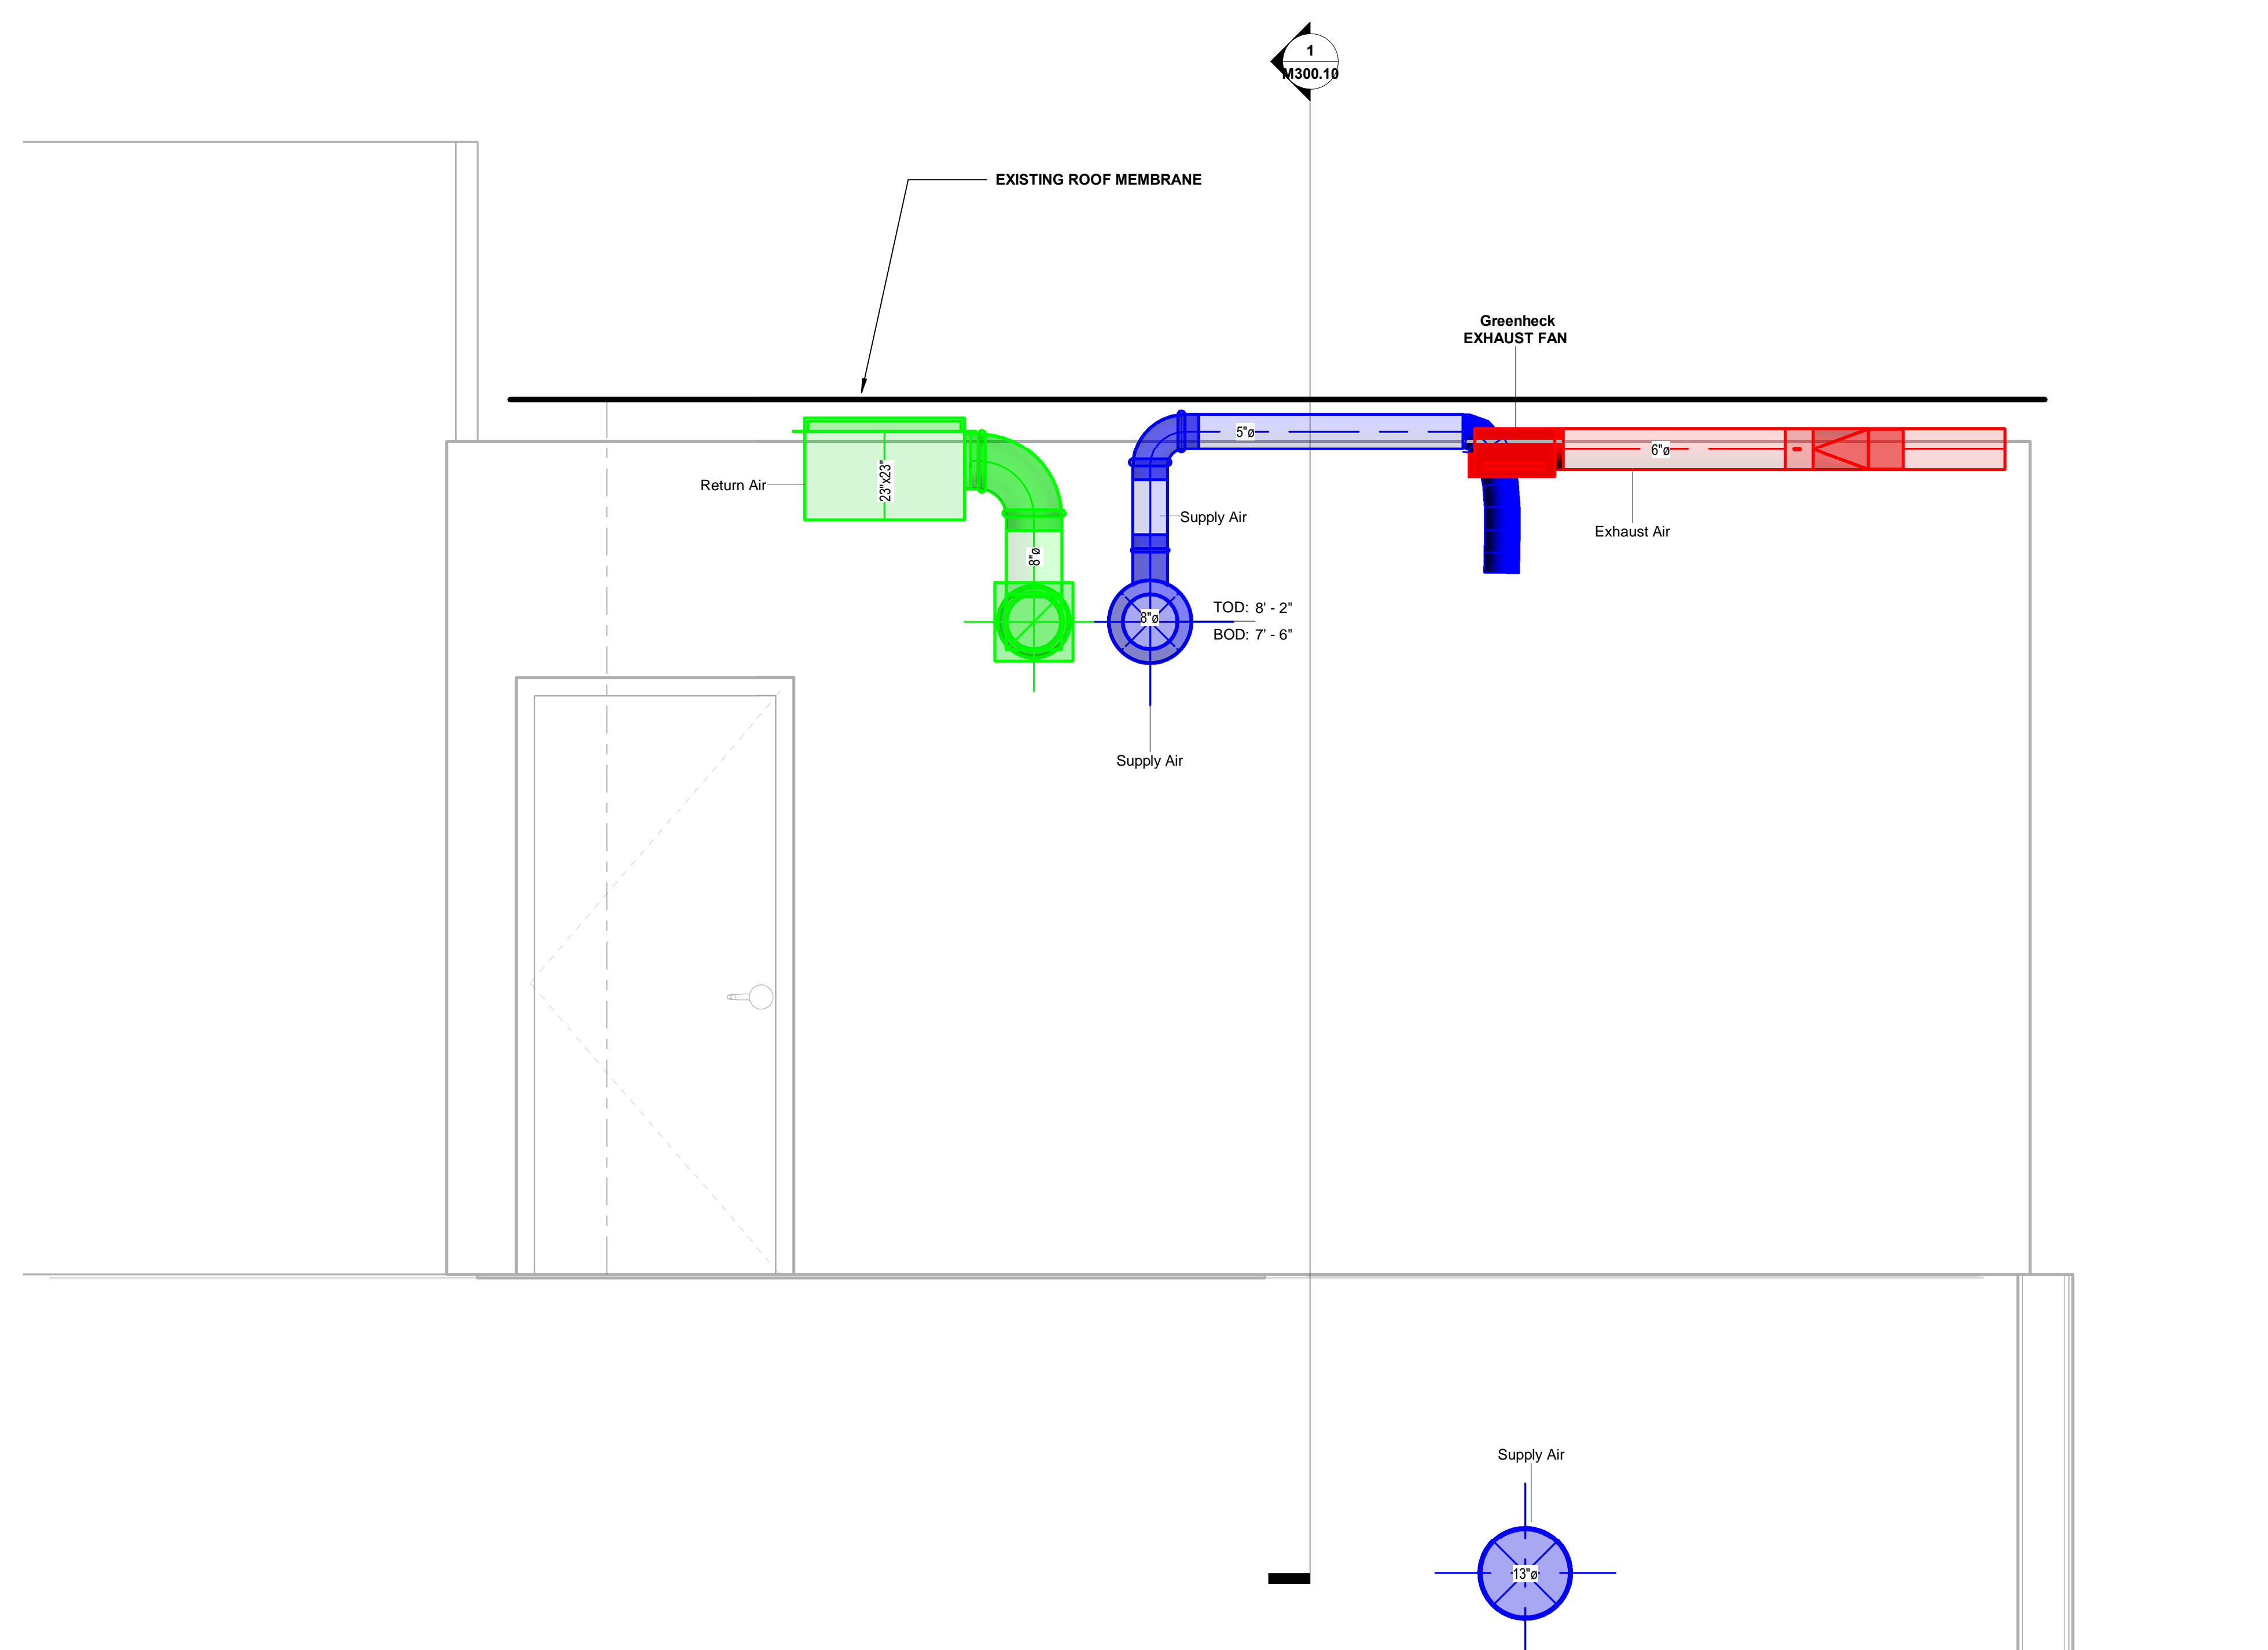 1
M300.10
EXISTING ROOF MEMBRANE
Greenheck
EXHAUST FAN
5"ø
6"ø
Return Air
23"x23"
Supply Air
Exhaust Air
8"ø
8"ø
TOD: 8' - 2"
BOD: 7' - 6"
Supply Air
Supply Air
13"ø